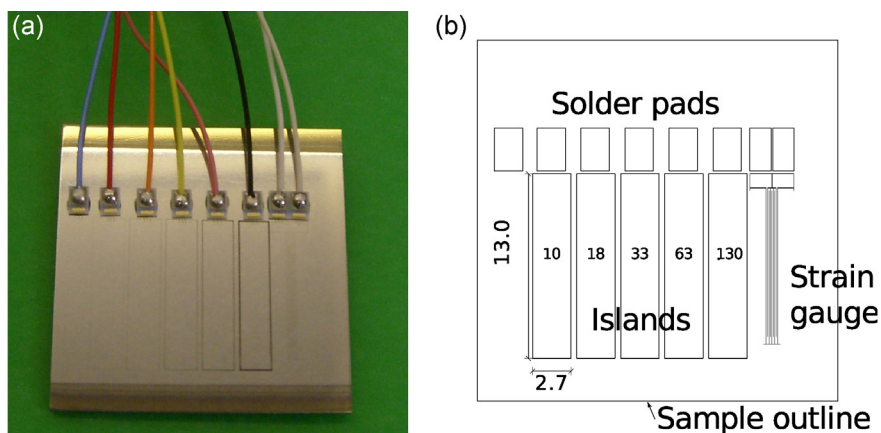 (a)
(b)
Solder pads
13.0
10 18 33 63 130
Strain
gauge
Islands
2.7
Sample outline